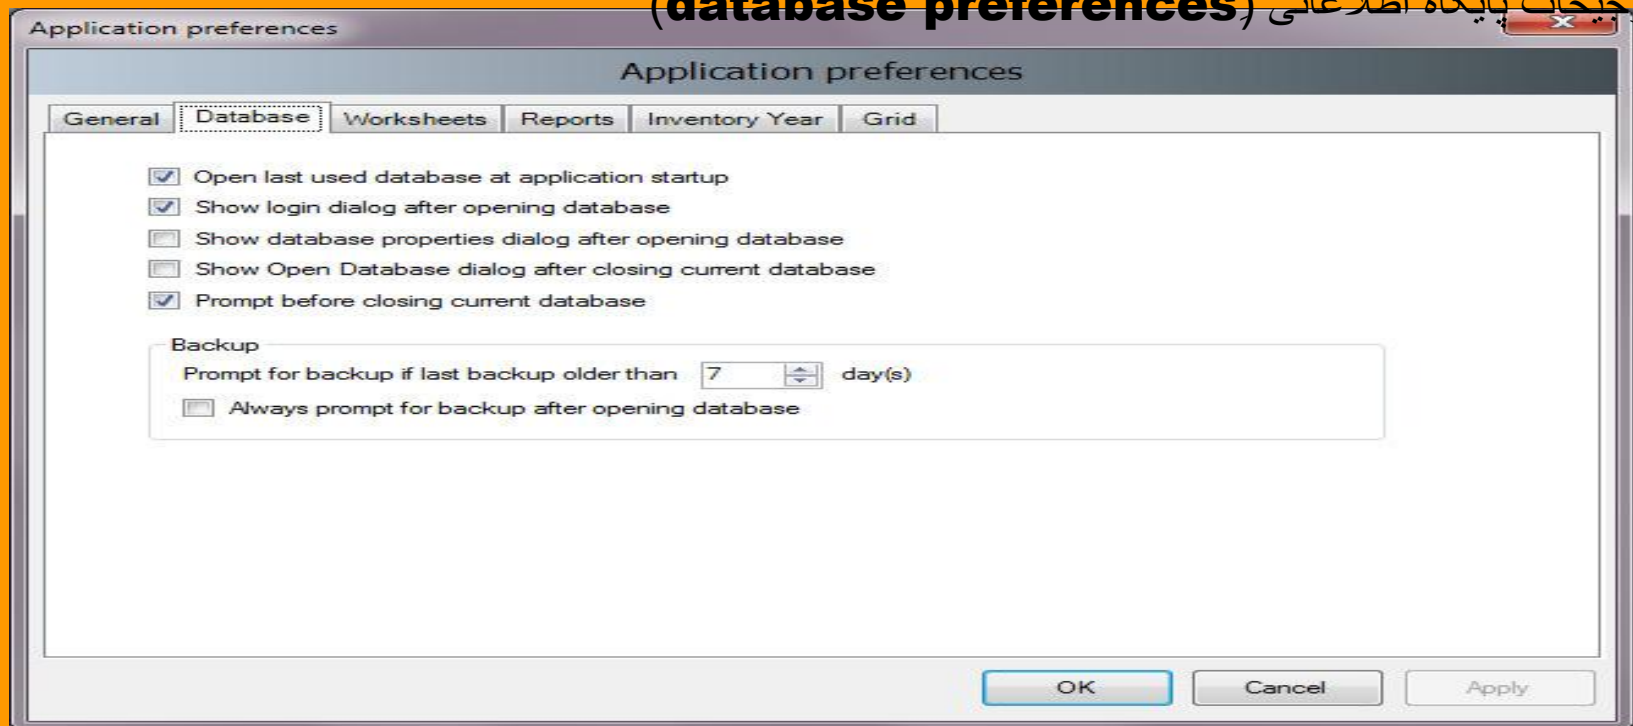 پایگاه اطلاعاتی (database preferences)
Application preferences
Application preferences
General Database Worksheets Reports Inventory Year Grid
Open last used database at application startup
Show login dialog after opening database
Show database properties dialog after opening database
Show Open Database dialog after closing current database
Prompt before closing current database
Backup
Prompt for backup if last backup older than 7 day(s)
Always prompt for backup after opening database
OK Cancel Apply